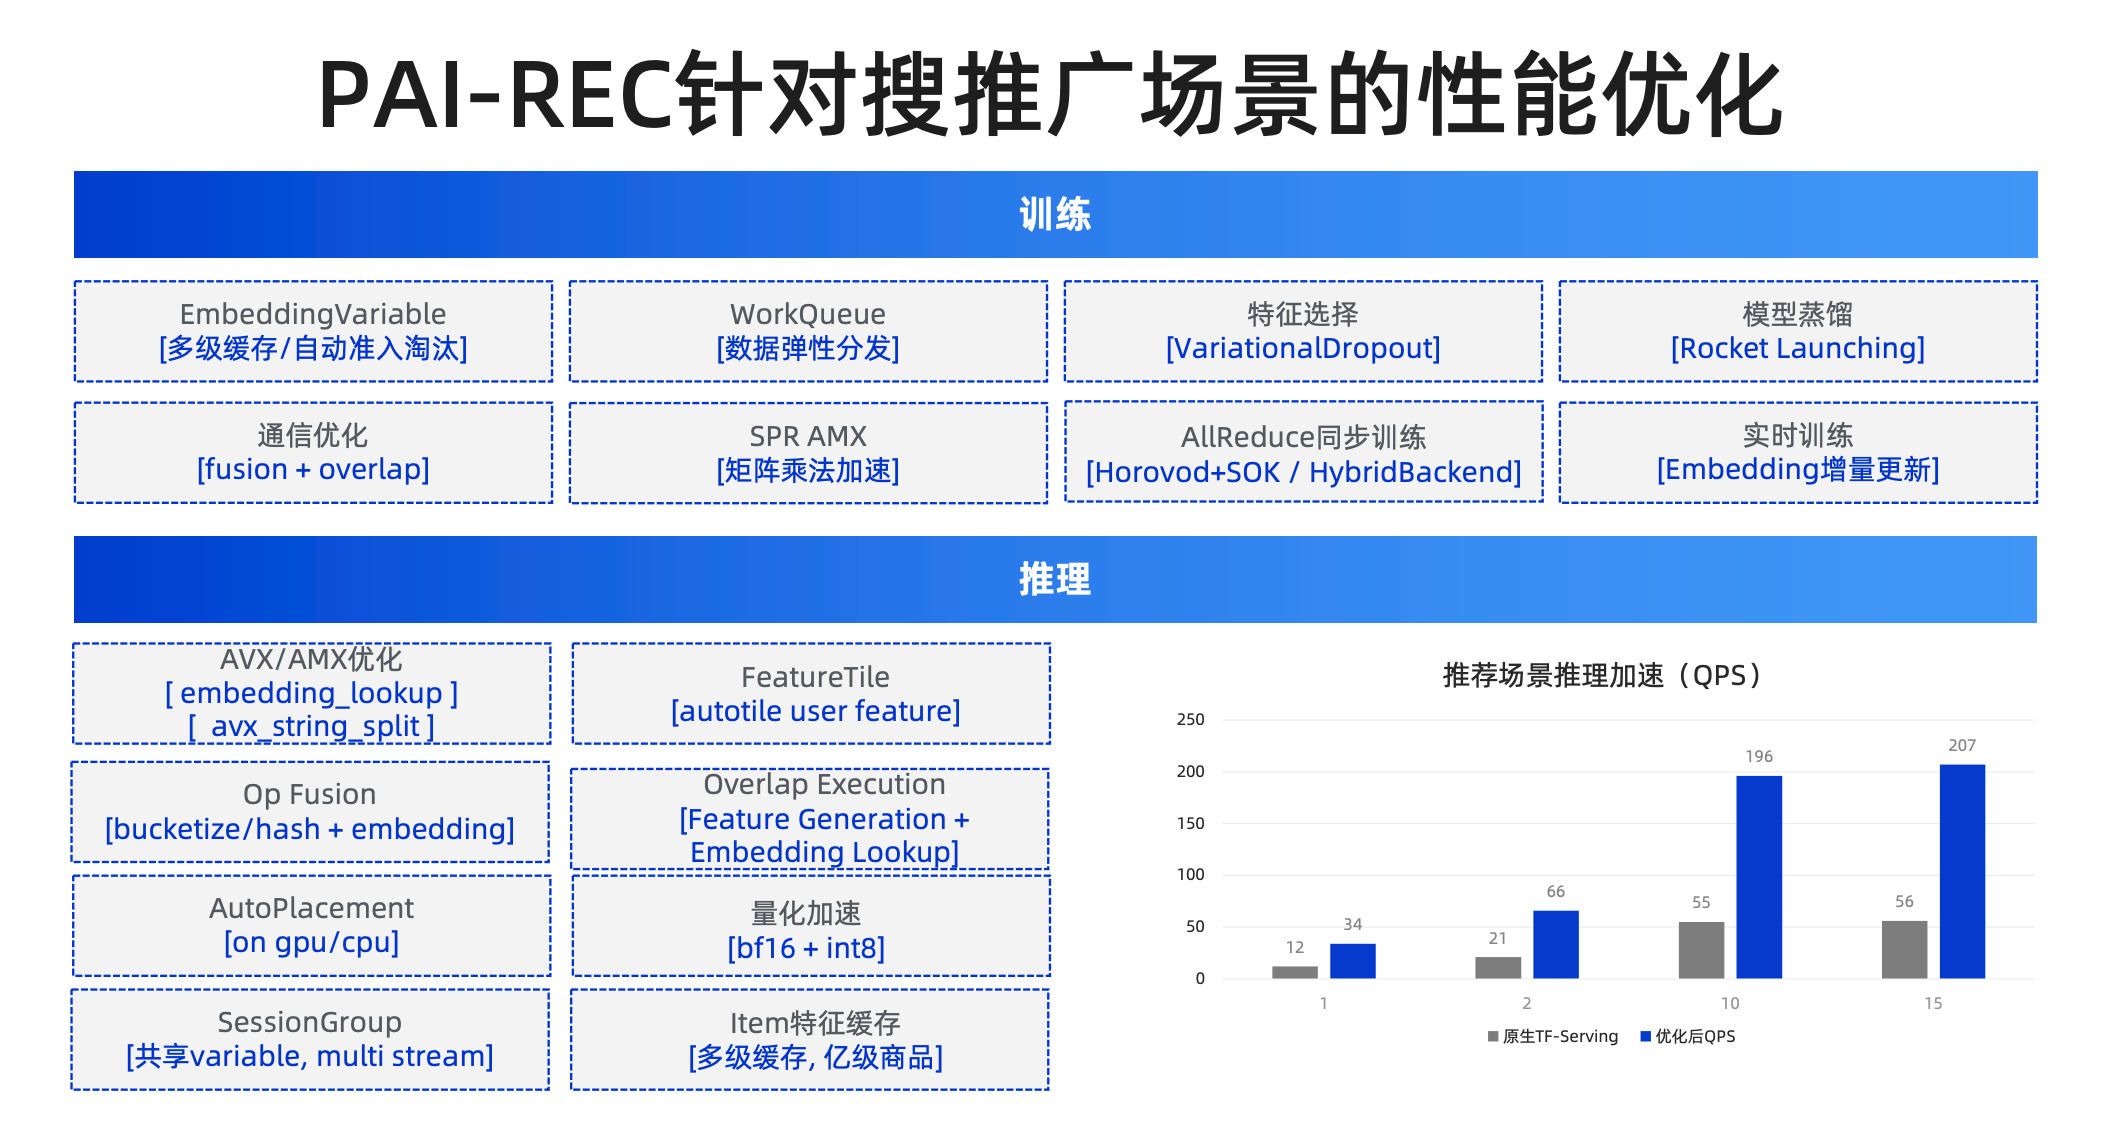 PAI-REC针对搜推广场景的性能优化
训练
EmbeddingVariable
[多级缓存/自动准入淘汰]
WorkQueue
[数据弹性分发]
特征选择
[VariationalDropout]
模型蒸馏
[Rocket Launching]
通信优化
[fusion + overlap]
SPR AMX
[矩阵乘法加速]
AllReduce同步训练
[Horovod+SOK / HybridBackend]
实时训练
[Embedding增量更新]
推理
AVX/AMX优化
[ embedding_lookup ]
[ avx_string_split ]
FeatureTile
[autotile user feature]
Op Fusion
[bucketize/hash + embedding]
Overlap Execution
[Feature Generation +
Embedding Lookup]
AutoPlacement
[on gpu/cpu]
量化加速
[bf16 + int8]
SessionGroup
[共享variable, multi stream]
Item特征缓存
[多级缓存, 亿级商品]
推荐场景推理加速（QPS）
250
200
150
100
50
0
12
34
21
66
55
196
56
207
1
2
10
15
原生TF-Serving
优化后QPS